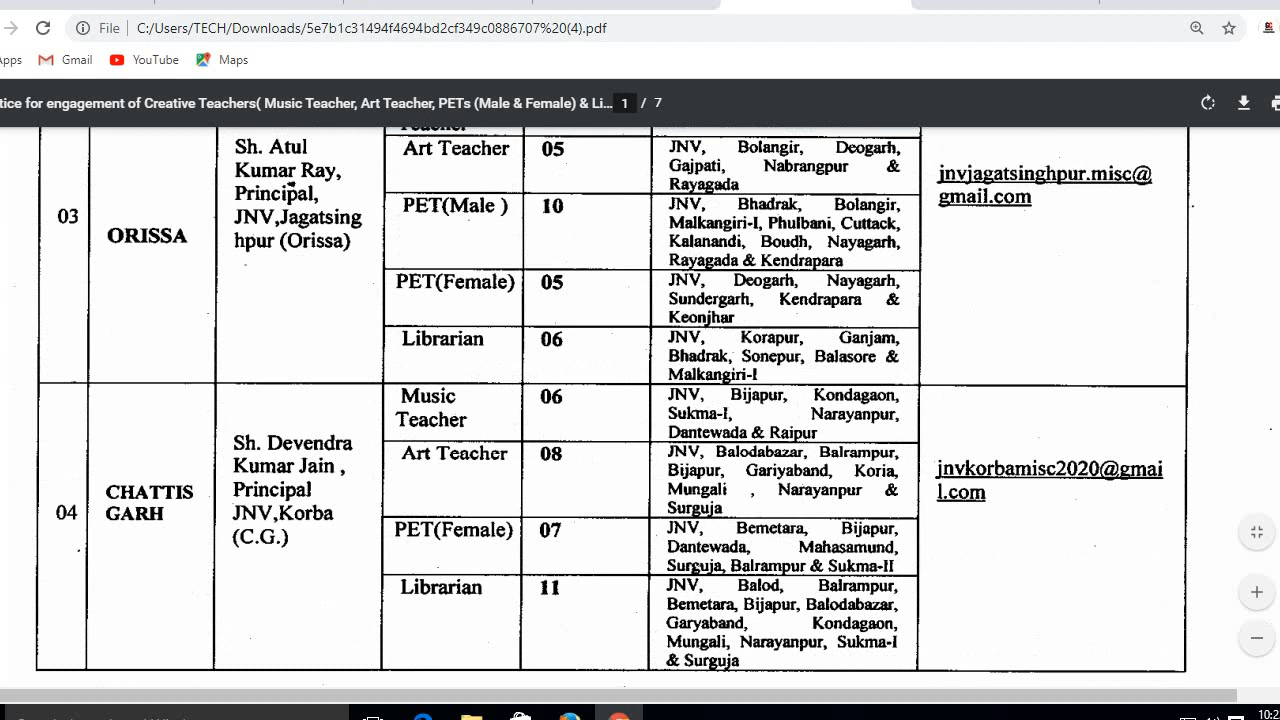 File | C:/Users/TECH/Downloads/5e7b1c31494f4694bd2cf349c0886707%20(4).pdf
Gmail YouTube Maps
tice for engagement of Creative Teachers( Music Teacher, Art Teacher, PETs (Male & Female) & Li... 1 / 7
Teacher
03
ORISSA
Sh. Atul
Kumar Ray,
Principal,
JNV,Jagatsing
hpur (Orissa)
Art Teacher
05
JNV, Bolangir, Deogarh,
Gajpati, Nabrangpur &
Rayagada
PET(Male )
10
JNV, Bhadrak, Bolangir,
Malkangiri-I, Phulbani, Cuttack,
Kalanandi, Boudh, Nayagarh,
Rayagada & Kendrapara
PET(Female)
05
JNV, Deogarh, Nayagarh,
Sundergarh, Kendrapara &
Keonjhar
Librarian
06
JNV, Korapur, Ganjam,
Bhadrak, Sonepur, Balasore &
Malkangiri-I
jnvjagatsinghpur.misc@
gmail.com
04
CHATTIS
GARH
Sh. Devendra
Kumar Jain ,
Principal
JNV,Korba
(C.G.)
Music
Teacher
06
JNV, Bijapur, Kondagaon,
Sukma-I, Narayanpur,
Dantewada & Raipur
Art Teacher
08
JNV, Balodabazar, Balrampur,
Bijapur, Gariyaband, Koria,
Mungali , Narayanpur &
Surguja
PET(Female)
07
JNV, Bemetara, Bijapur,
Dantewada, Mahasamund,
Surguja, Balrampur & Sukma-II
Librarian
11
JNV, Balod, Balrampur,
Bemetara, Bijapur, Balodabazar,
Garyaband, Kondagaon,
Mungali, Narayanpur, Sukma-I
& Surguja
jnvkorbamisc2020@gmai
l.com